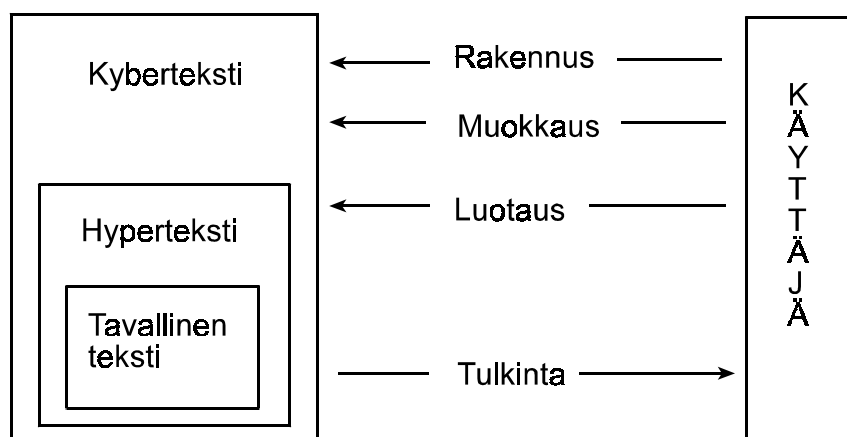 Kyberteksti
Hyperteksti
Tavallinen
teksti
Rakennus
Muokkaus
Luotaus
Tulkinta
K
Ä
Y
T
T
Ä
J
Ä